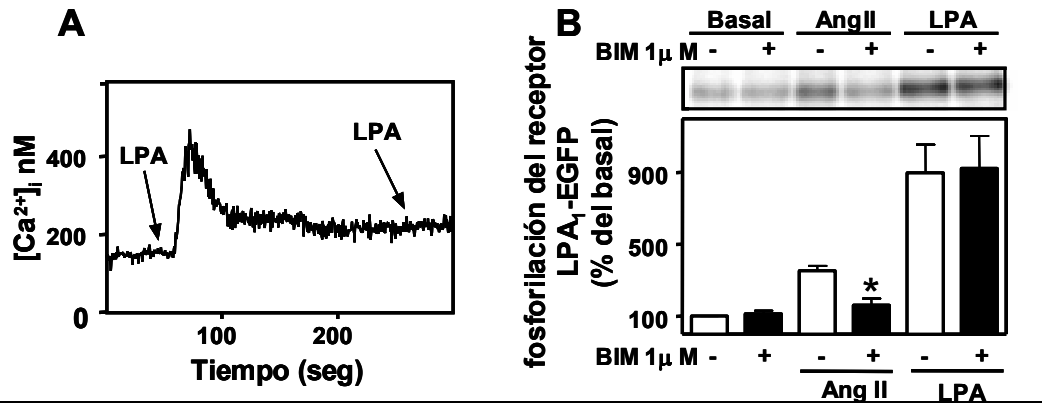 A
[Ca²⁺]ᵢ nM
400
200
0
LPA
LPA
100
200
Tiempo (seg)
B
Basal
AngII
LPA
BIM 1μ M
-
+
-
+
-
+
fosforilación del receptor
LPA₁-EGFP
(% del basal)
900
500
100
*
BIM 1μ M
-
+
-
+
-
+
Ang II
LPA